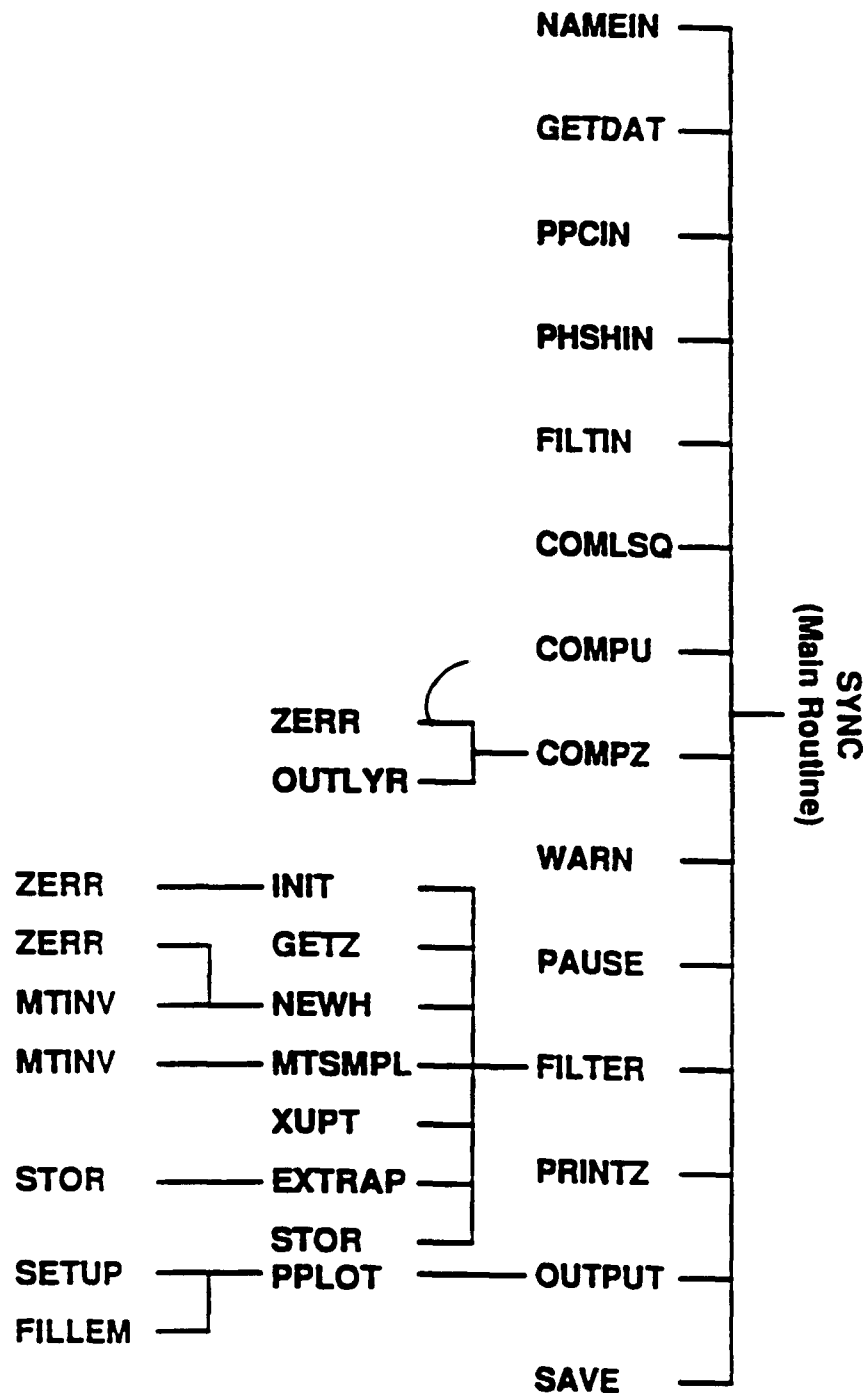 NAMEIN
GETDAT
PPCIN
PHSHIN
FILTIN
COMLSQ
COMPU
SYNC
(Main Routine)
ZERR
COMPZ
OUTLYR
WARN
ZERR
INIT
ZERR
GETZ
PAUSE
MTINV
NEWH
MTINV
MTSMPL
FILTER
XUPT
STOR
EXTRAP
PRINTZ
STOR
SETUP
PPLOT
OUTPUT
FILLEM
SAVE